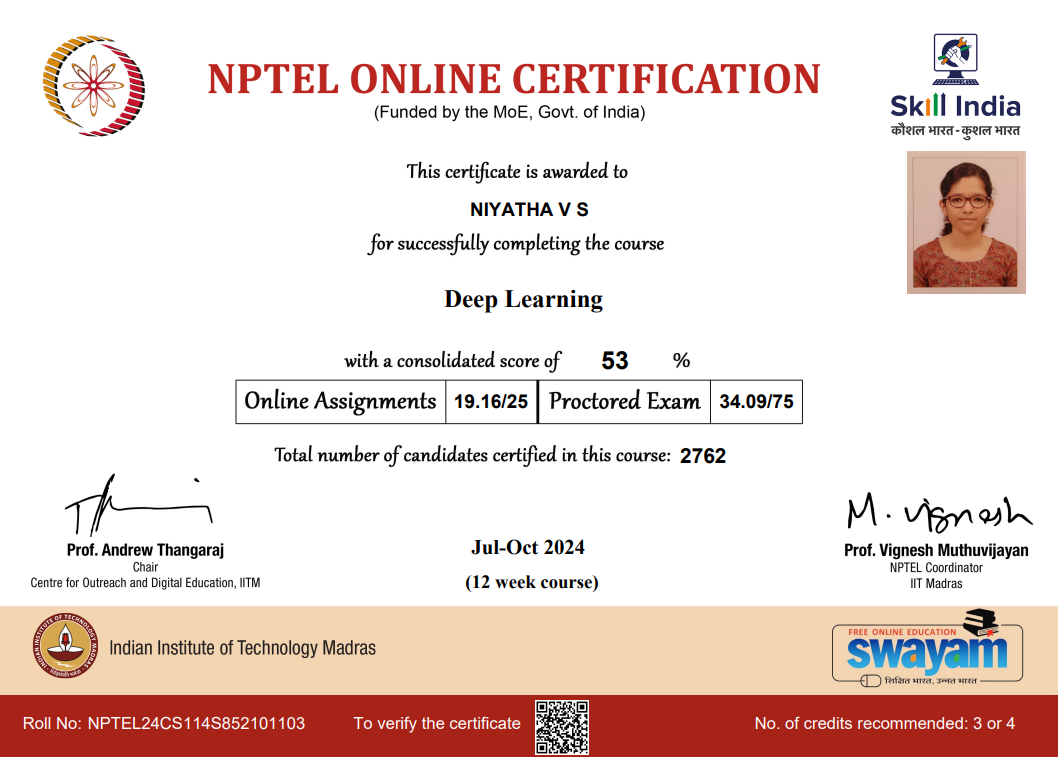 NPTEL ONLINE CERTIFICATION
(Funded by the MoE, Govt. of India)
Skill India
कौशल भारत - कुशल भारत
This certificate is awarded to
NIYATHA V S
for successfully completing the course
Deep Learning
with a consolidated score of 53 %
Online Assignments 19.16/25 Proctored Exam 34.09/75
Total number of candidates certified in this course: 2762
M. Vignesh
Prof. Andrew Thangaraj
Chair
Centre for Outreach and Digital Education, IITM
Jul-Oct 2024
(12 week course)
Prof. Vignesh Muthuvijayan
NPTEL Coordinator
IIT Madras
INDIAN INSTITUTE OF TECHNOLOGY MADRAS
Indian Institute of Technology Madras
FREE ONLINE EDUCATION
swayam
शिक्षित भारत, उन्नत भारत
Roll No: NPTEL24CS114S852101103
To verify the certificate
No. of credits recommended: 3 or 4